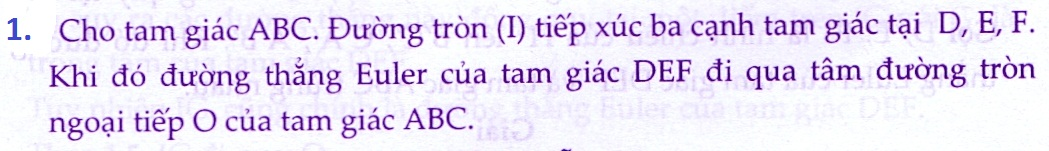 1. Cho tam giác ABC. Đường tròn (I) tiếp xúc ba cạnh tam giác tại D, E, F.
Khi đó đường thẳng Euler của tam giác DEF đi qua tâm đường tròn
ngoại tiếp O của tam giác ABC.